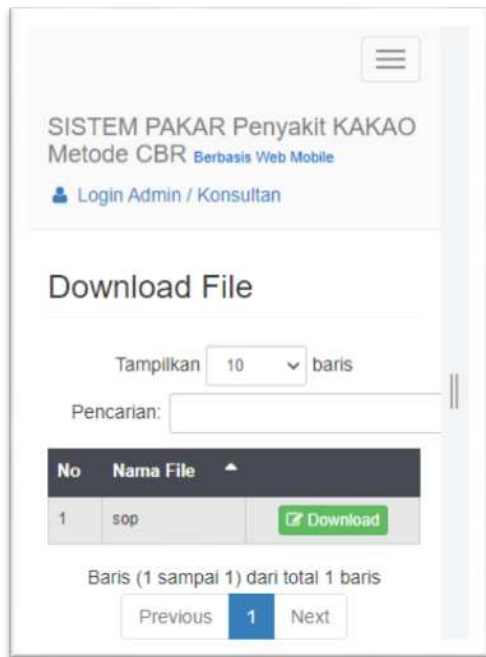 SISTEM PAKAR Penyakit KAKAO
Metode CBR Berbasis Web Mobile
Login Admin / Konsultan
Download File
Tampilkan 10 baris
Pencarian:
No Nama File
1 sop Download
Baris (1 sampai 1) dari total 1 baris
Previous 1 Next